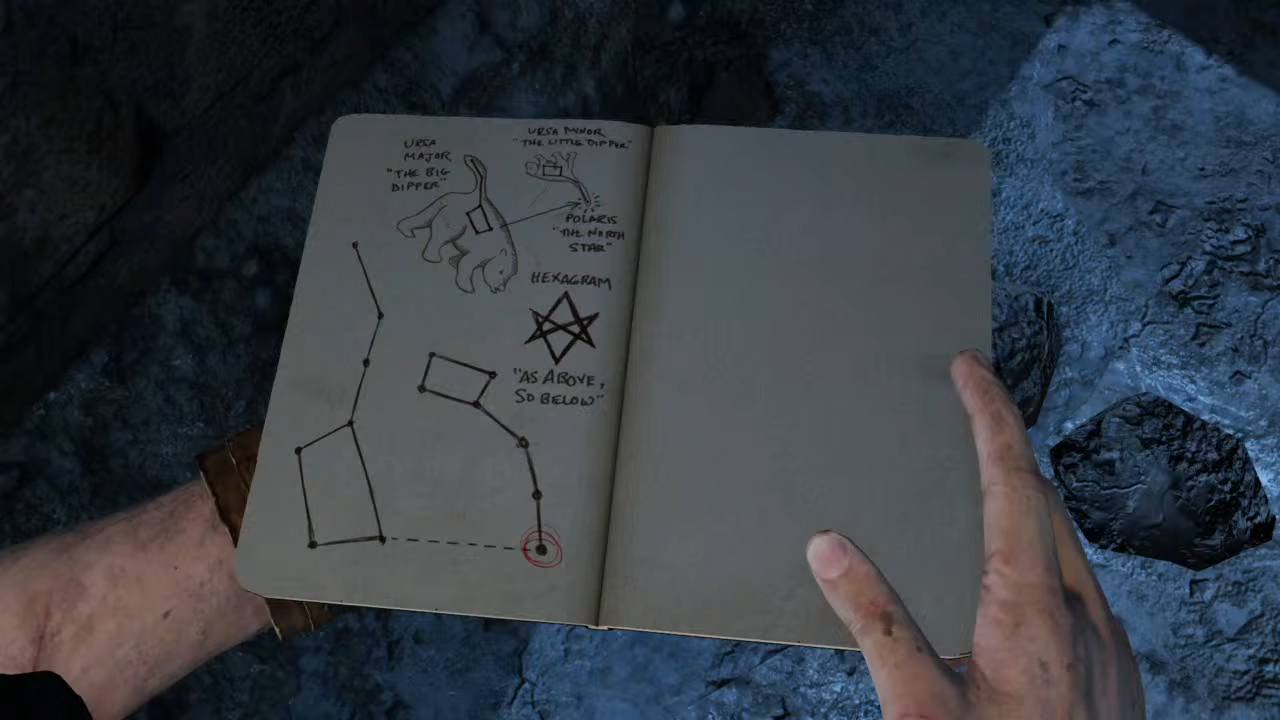 URSA
MAJOR
"THE BIG
DIPPER"
URSA MINOR
"THE LITTLE DIPPER"
POLARIS
"THE NORTH
STAR"
HEXAGRAM
"AS ABOVE,
SO BELOW"